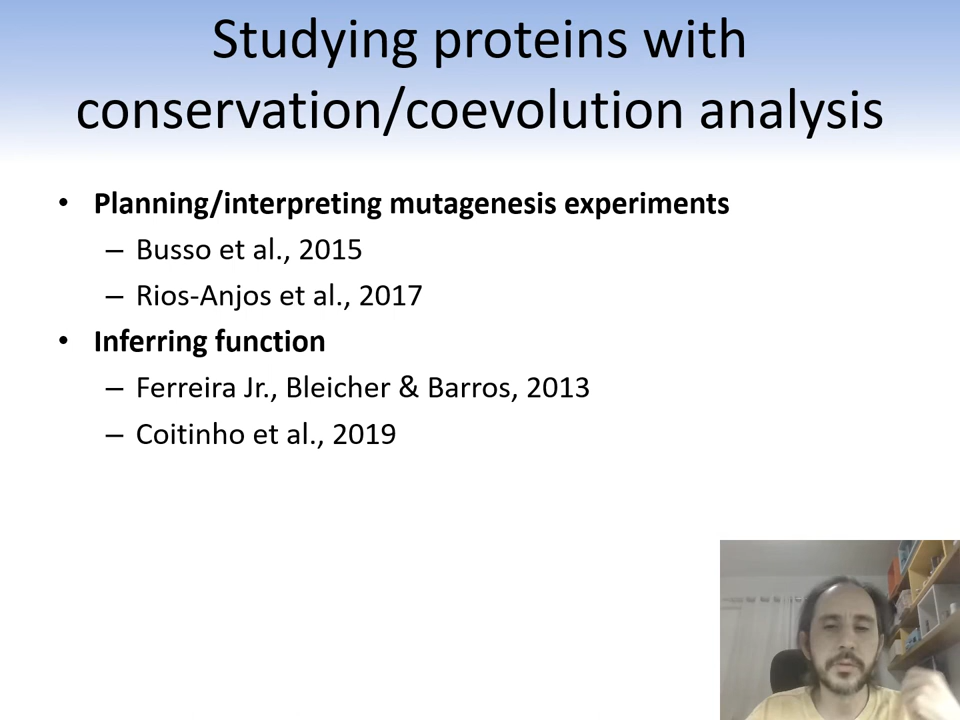 Studying proteins with
conservation/coevolution analysis
• Planning/interpreting mutagenesis experiments
– Busso et al., 2015
– Rios-Anjos et al., 2017
• Inferring function
– Ferreira Jr., Bleicher & Barros, 2013
– Coitinho et al., 2019